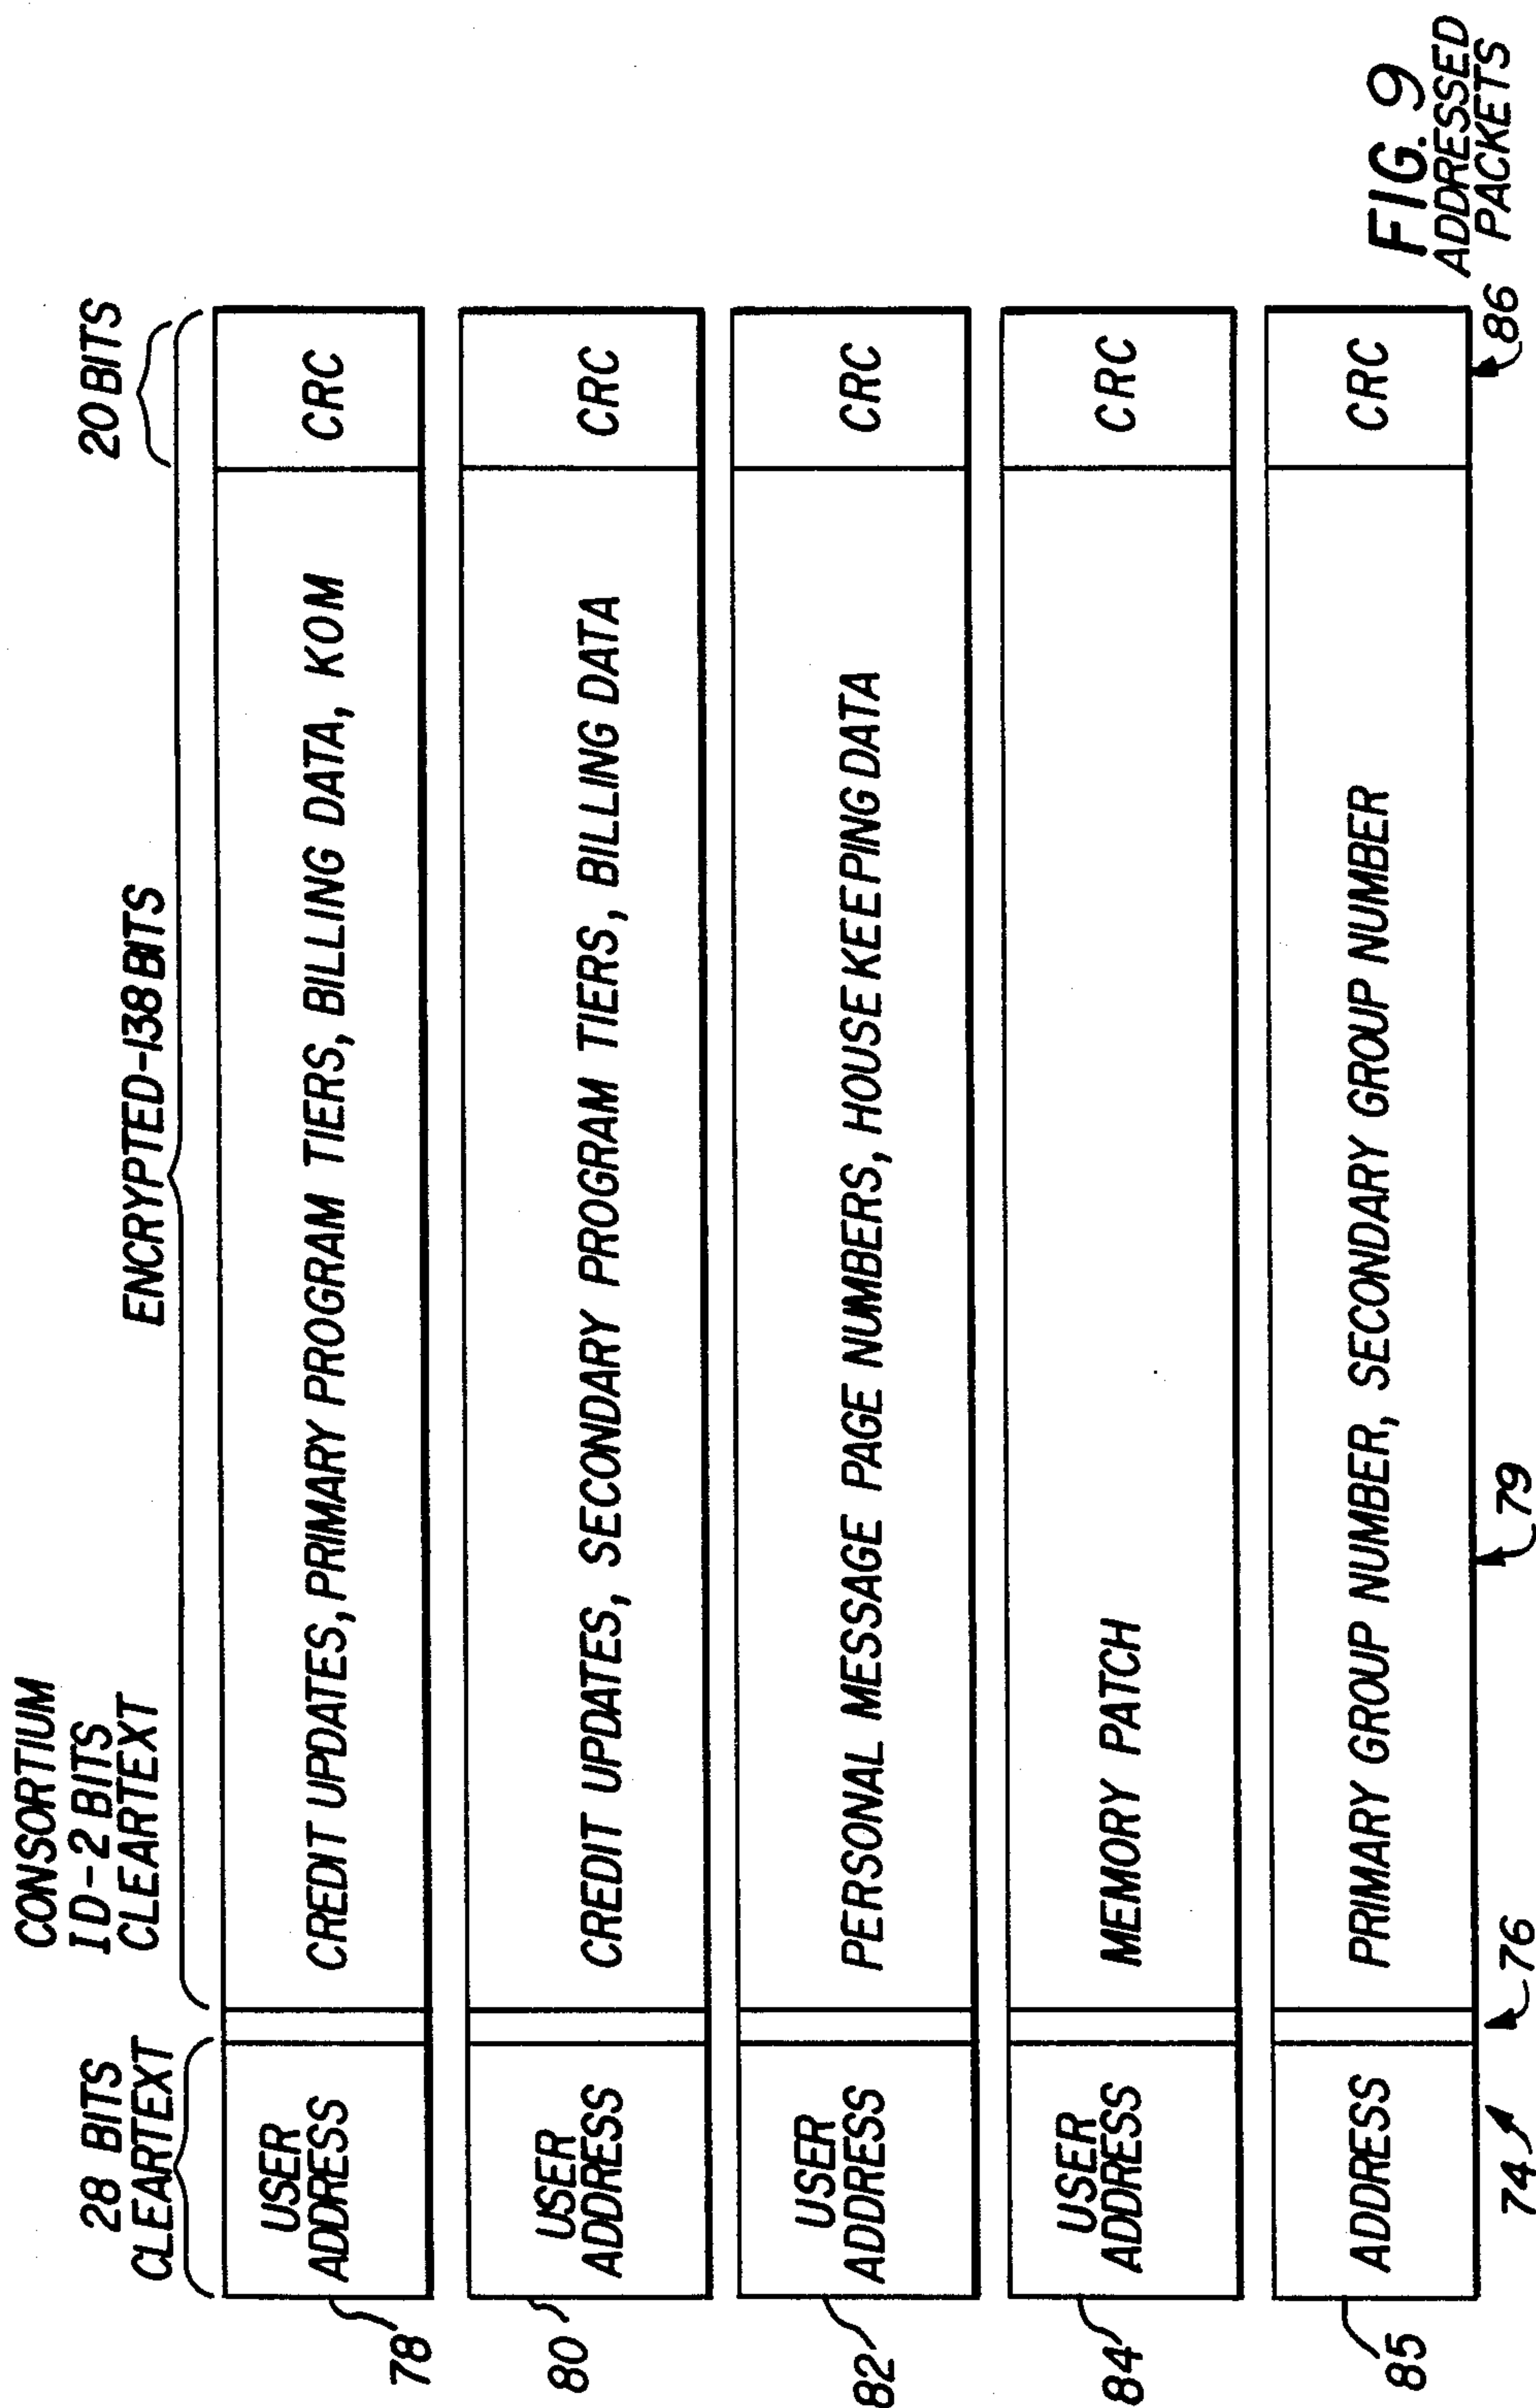 CONSORTIUM
ID-2 BITS
CLEARTEXT
28 BITS
CLEARTEXT
ENCRYPTED-138 BITS
20 BITS
USER
ADDRESS
CREDIT UPDATES, PRIMARY PROGRAM TIERS, BILLING DATA, KOM
CRC
78
USER
ADDRESS
CREDIT UPDATES, SECONDARY PROGRAM TIERS, BILLING DATA
CRC
80
USER
ADDRESS
PERSONAL MESSAGE PAGE NUMBERS, HOUSE KEEPING DATA
CRC
82
USER
ADDRESS
MEMORY PATCH
CRC
84
ADDRESS
PRIMARY GROUP NUMBER, SECONDARY GROUP NUMBER
CRC
85
74
76
79
86
FIG. 9
ADDRESSED
PACKETS